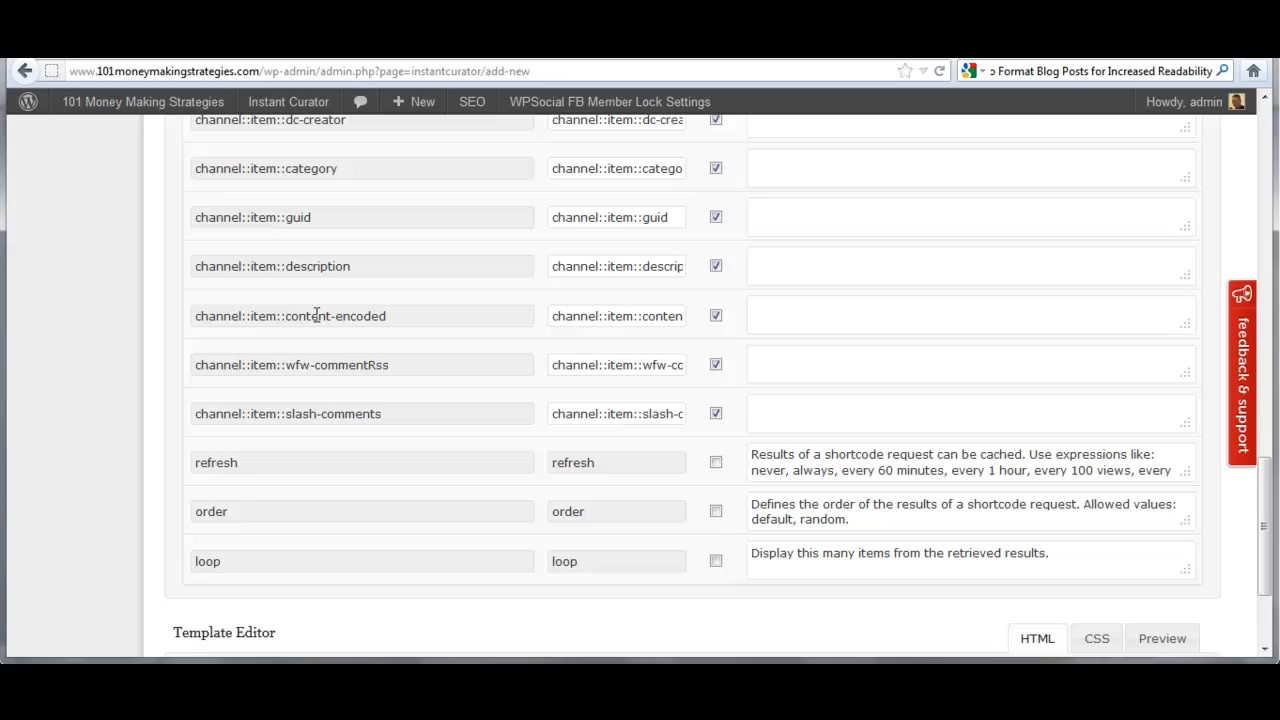 www.101moneymakingstrategies.com/wp-admin/admin.php?page=instantcurator/add-new
ɔ Format Blog Posts for Increased Readability
101 Money Making Strategies
Instant Curator
New
SEO
WPSocial FB Member Lock Settings
Howdy, admin
channel::item::dc-creator
channel::item::dc-crea
channel::item::category
channel::item::catego
channel::item::guid
channel::item::guid
channel::item::description
channel::item::descrip
channel::item::content-encoded
channel::item::conten
channel::item::wfw-commentRss
channel::item::wfw-cc
channel::item::slash-comments
channel::item::slash-c
refresh
refresh
Results of a shortcode request can be cached. Use expressions like:
never, always, every 60 minutes, every 1 hour, every 100 views, every
order
order
Defines the order of the results of a shortcode request. Allowed values:
default, random.
loop
loop
Display this many items from the retrieved results.
feedback & support
Template Editor
HTML
CSS
Preview